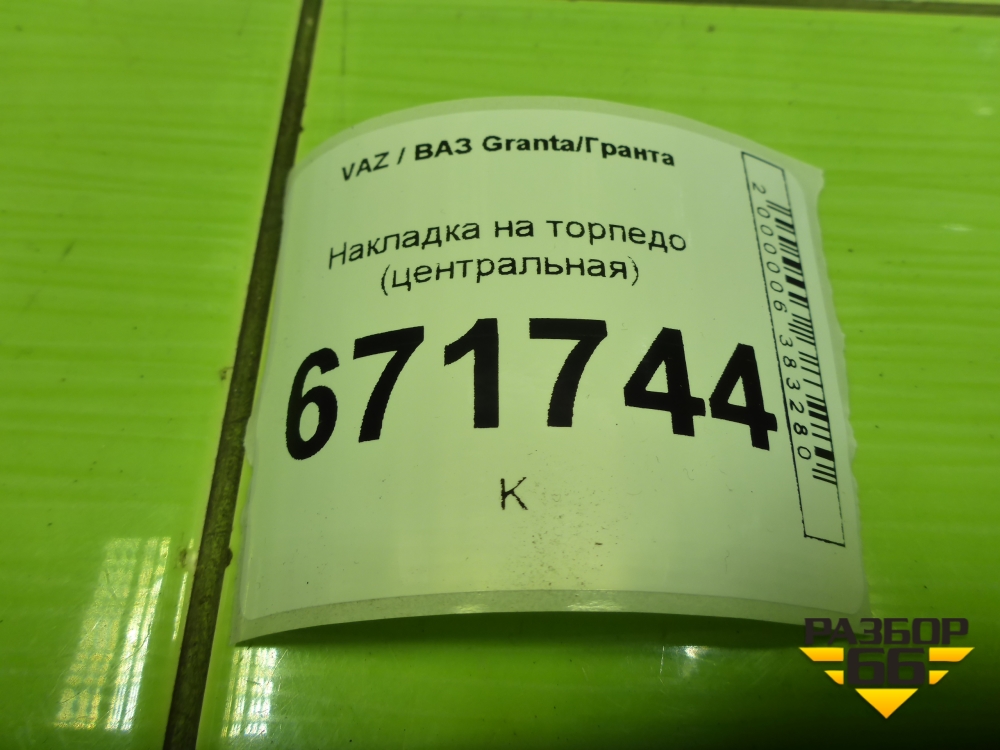 VAZ / ВАЗ Granta/Гранта
Накладка на торпедо
(центральная)
671744
К
2000006383280
РАЗБОР
66